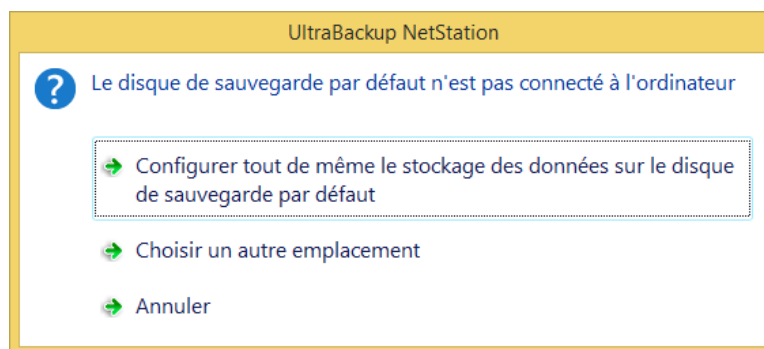 UltraBackup NetStation
Le disque de sauvegarde par défaut n'est pas connecté à l'ordinateur
Configurer tout de même le stockage des données sur le disque
de sauvegarde par défaut
Choisir un autre emplacement
Annuler